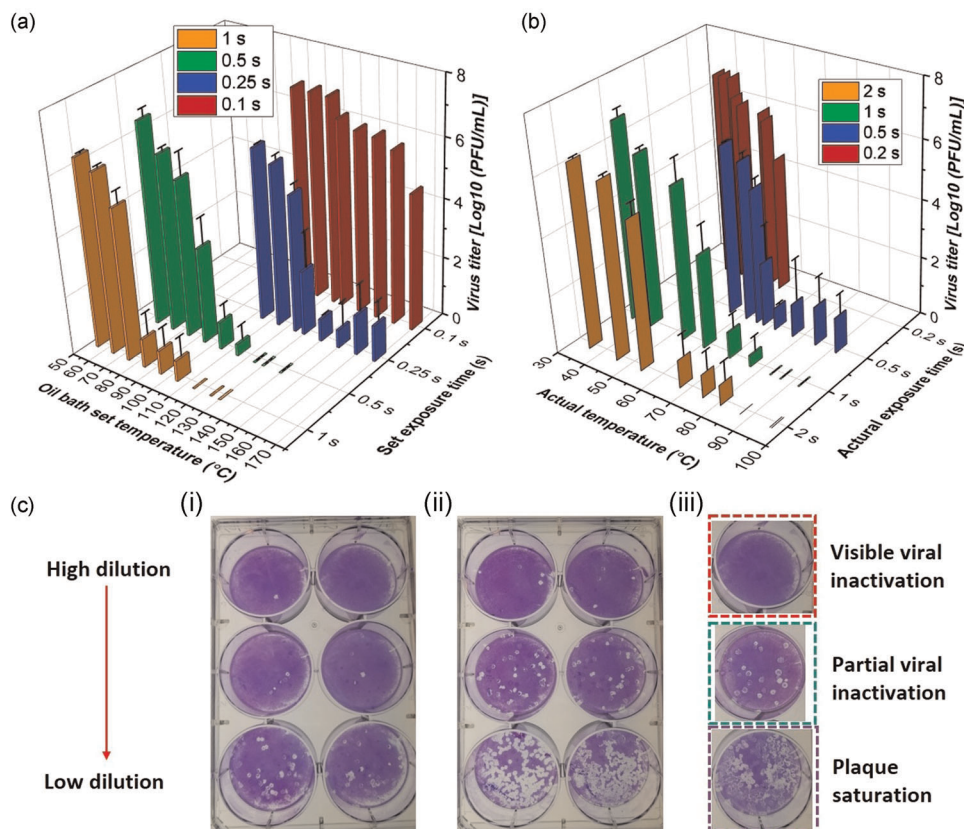 (a)
1 s
0.5 s
0.25 s
0.1 s
8
6
4
2
0
Virus titer [Log10 (PFU/mL)]
50
60
70
80
90
100
110
120
130
140
150
160
170
Oil bath set temperature (°C)
0.1 s
0.25 s
0.5 s
1 s
Set exposure time (s)
(b)
2 s
1 s
0.5 s
0.2 s
8
6
4
2
0
Virus titer [Log10 (PFU/mL)]
30
40
50
60
70
80
90
100
Actual temperature (°C)
0.2 s
0.5 s
1 s
2 s
Actural exposure time (s)
(c)
High dilution
Low dilution
(i)
(ii)
(iii)
Visible viral
inactivation
Partial viral
inactivation
Plaque
saturation